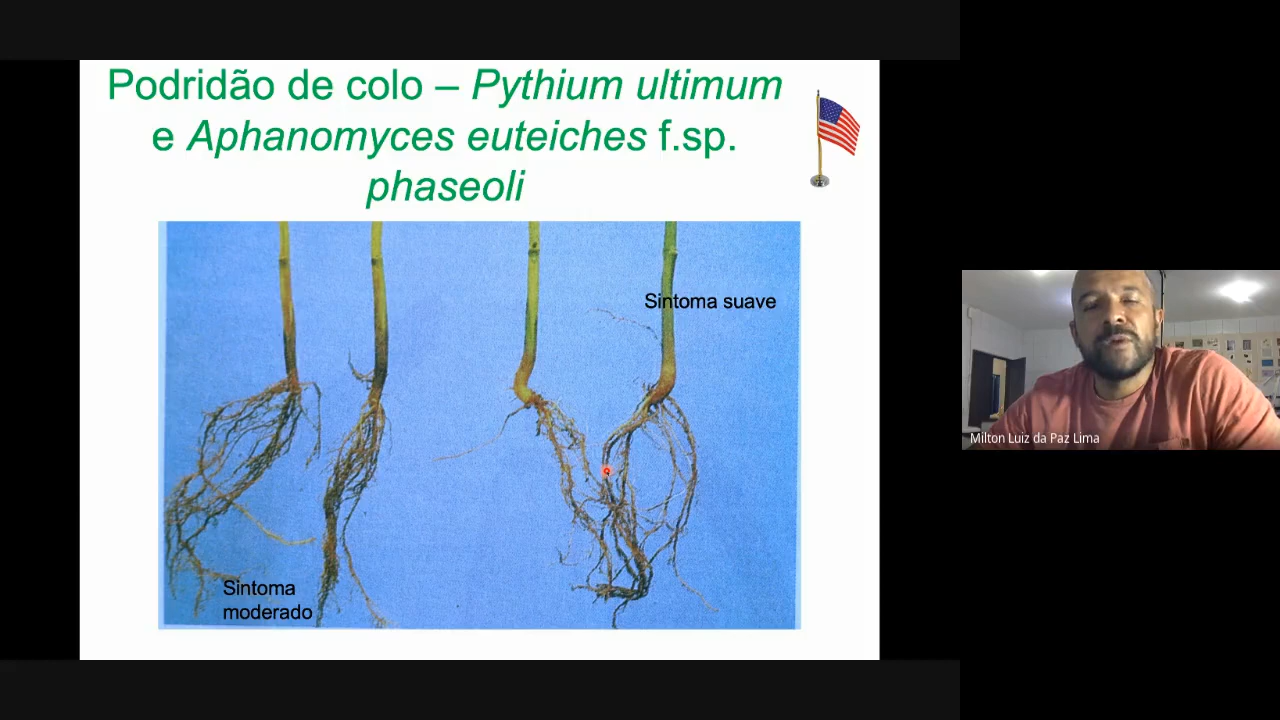 Podridão de colo – Pythium ultimum
e Aphanomyces euteiches f.sp.
phaseoli
Sintoma suave
Sintoma
moderado
Milton Luiz da Paz Lima